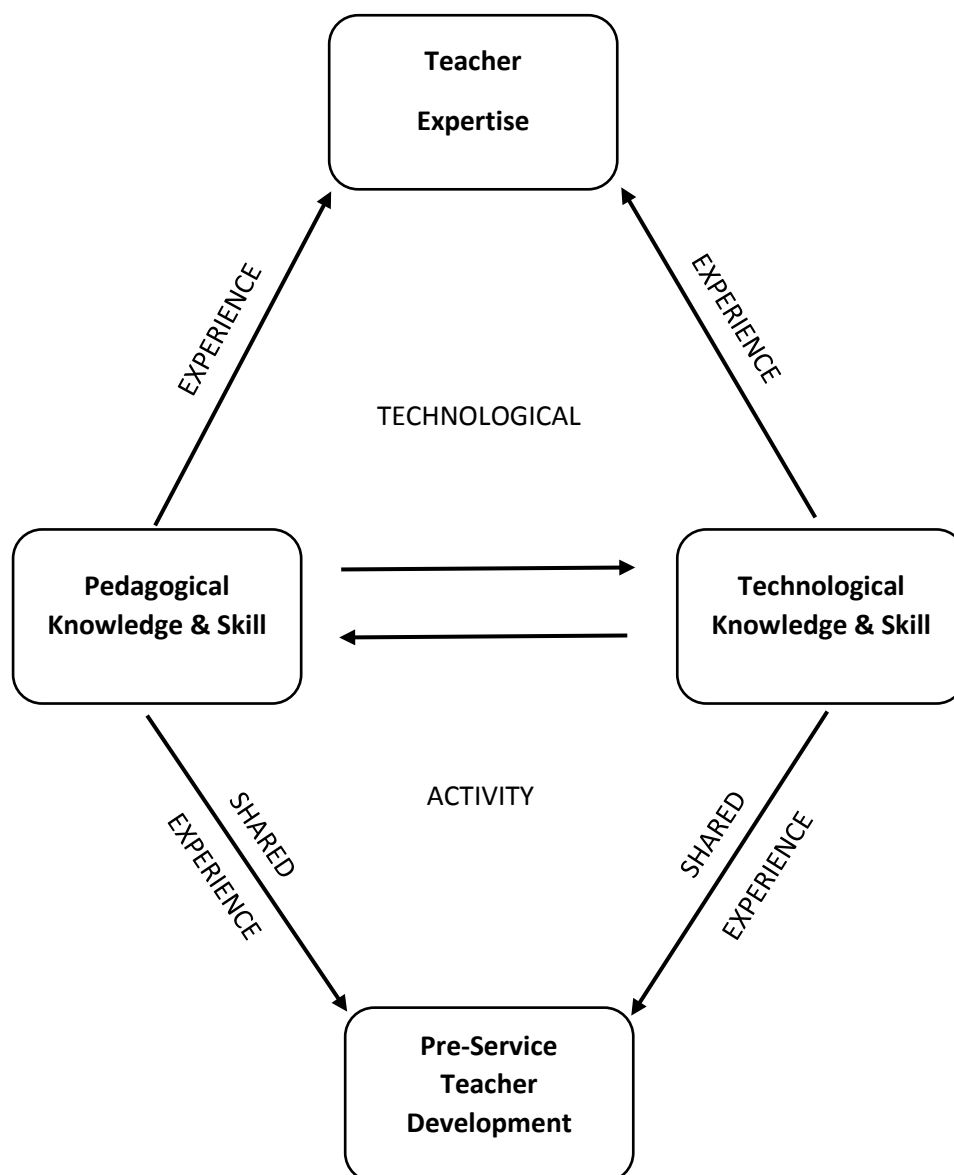 Teacher
Expertise
EXPERIENCE
EXPERIENCE
TECHNOLOGICAL
Pedagogical
Knowledge & Skill
Technological
Knowledge & Skill
ACTIVITY
SHARED
EXPERIENCE
SHARED
EXPERIENCE
Pre-Service
Teacher
Development